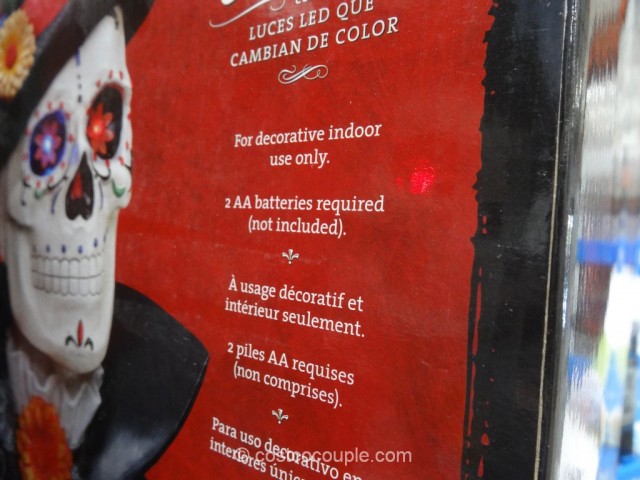 LUCES LED QUE
CAMBIAN DE COLOR
For decorative indoor
use only.
2 AA batteries required
(not included).
À usage décoratif et
intérieur seulement.
2 piles AA requises
(non comprises).
Para uso decorativo en
interiores
© costcocouple.com